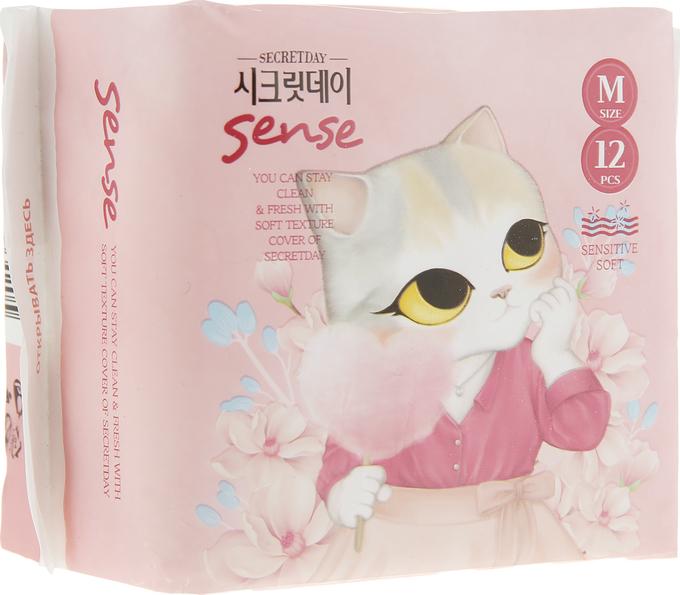 SECRETDAY
시크릿데이
sense
YOU CAN STAY
CLEAN
& FRESH WITH
SOFT TEXTURE
COVER OF
SECRETDAY
M
SIZE
12
PCS
SENSITIVE
SOFT
sense
YOU CAN STAY CLEAN & FRESH WITH
SOFT TEXTURE COVER OF SECRETDAY
ОТКРЫВАТЬ ЗДЕСЬ